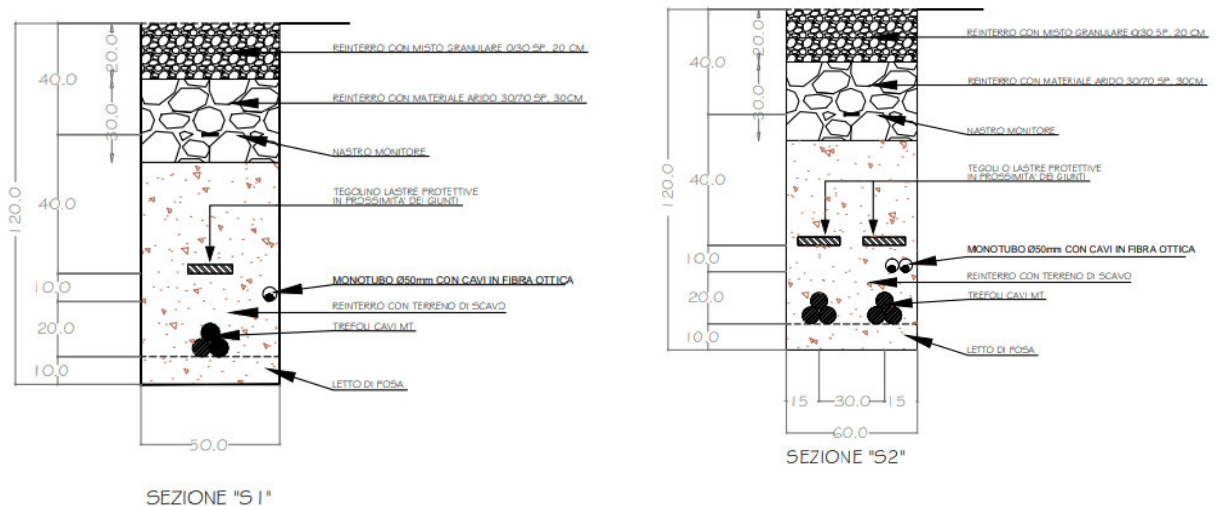 120.0
40.0
40.0
10.0
20.0
10.0
20.0
30.0
REINTERRO CON MISTO GRANULARE 0/30 SP. 20 CM
REINTERRO CON MATERIALE ARIDO 30/70 SP. 30CM
NASTRO MONITORE
TEGOLINO LASTRE PROTETTIVE
IN PROSSIMITA' DEI GIUNTI
MONOTUBO Ø50mm CON CAVI IN FIBRA OTTICA
REINTERRO CON TERRENO DI SCAVO
TREFOLI CAVI MT
LETTO DI POSA
50.0
SEZIONE "S1"
120.0
40.0
40.0
10.0
20.0
10.0
20.0
30.0
REINTERRO CON MISTO GRANULARE 0/30 SP. 20 CM
REINTERRO CON MATERIALE ARIDO 30/70 SP. 30CM
NASTRO MONITORE
TEGOLI O LASTRE PROTETTIVE
IN PROSSIMITA' DEI GIUNTI
MONOTUBO Ø50mm CON CAVI IN FIBRA OTTICA
REINTERRO CON TERRENO DI SCAVO
TREFOLI CAVI MT
LETTO DI POSA
15 30.0 15
60.0
SEZIONE "S2"